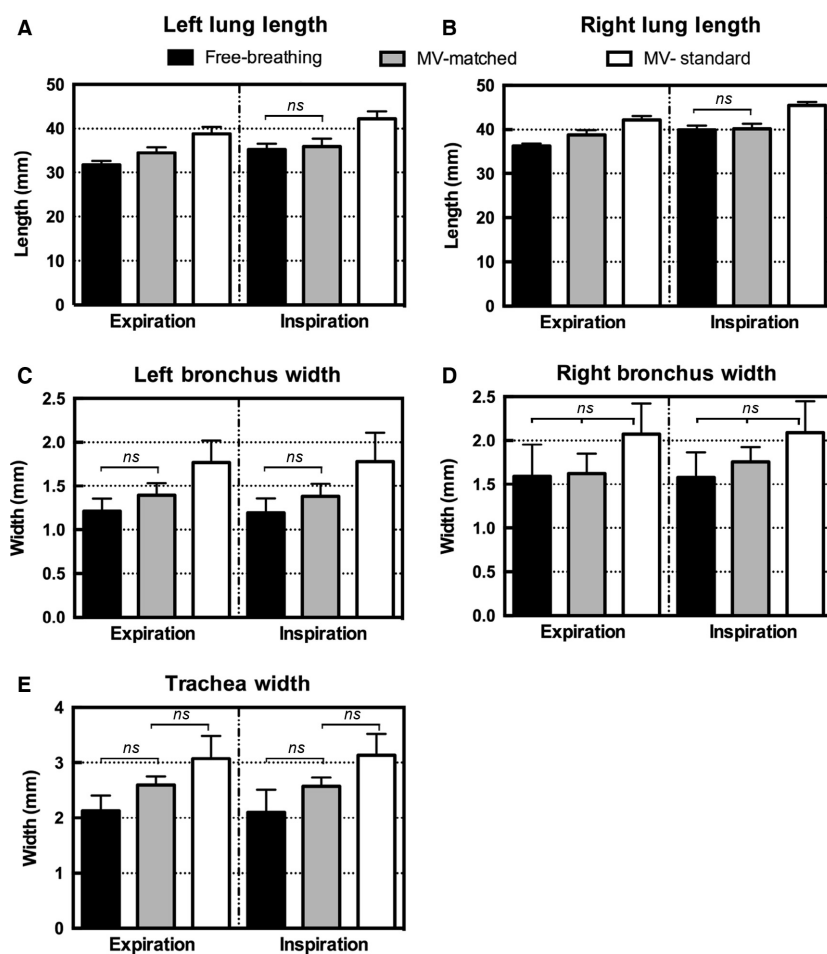 A Left lung length
B Right lung length
Free-breathing MV-matched MV- standard
Length (mm)
50
40
30
20
10
0
ns
Expiration Inspiration
Length (mm)
50
40
30
20
10
0
ns
Expiration Inspiration
C Left bronchus width
Width (mm)
2.5
2.0
1.5
1.0
0.5
0.0
ns ns
Expiration Inspiration
D Right bronchus width
Width (mm)
2.5
2.0
1.5
1.0
0.5
0.0
ns ns
Expiration Inspiration
E Trachea width
Width (mm)
4
3
2
1
0
ns ns ns ns
Expiration Inspiration